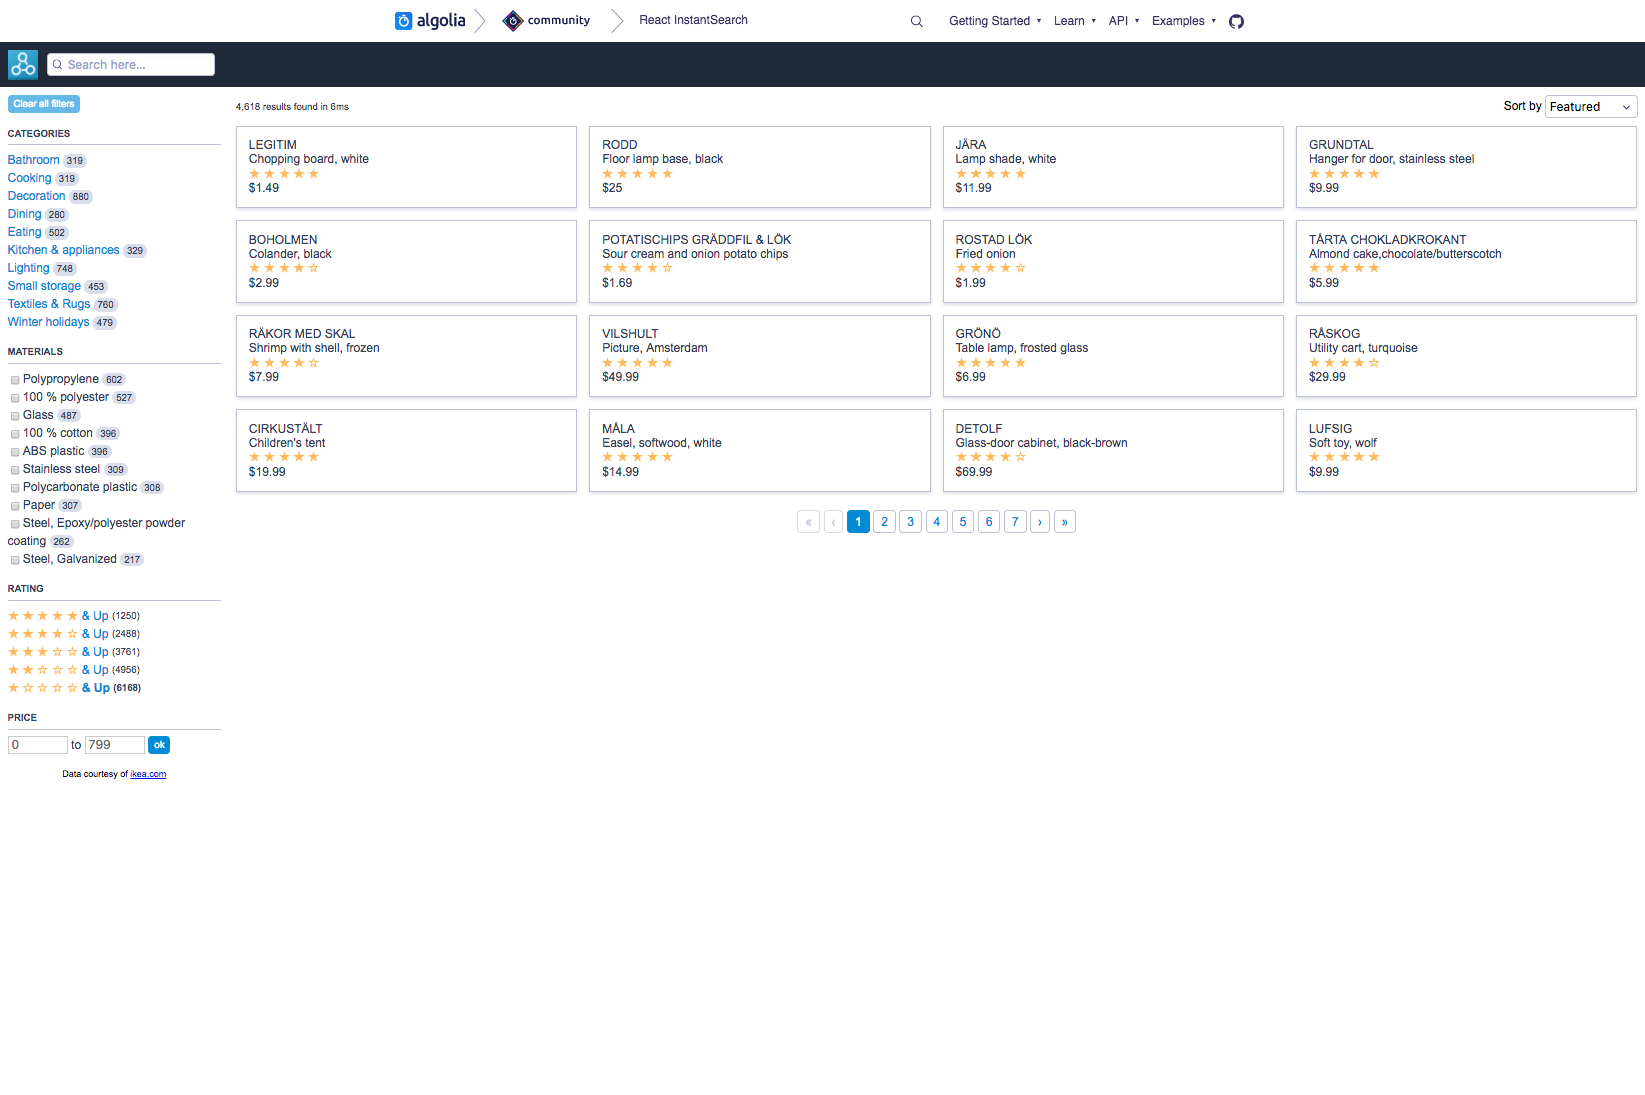 algolia
community
React InstantSearch
Getting Started ▾
Learn ▾
API ▾
Examples ▾
Search here...
Clear all filters
CATEGORIES
Bathroom 319
Cooking 319
Decoration 880
Dining 280
Eating 502
Kitchen & appliances 329
Lighting 748
Small storage 453
Textiles & Rugs 760
Winter holidays 479
MATERIALS
Polypropylene 602
100 % polyester 527
Glass 487
100 % cotton 396
ABS plastic 396
Stainless steel 309
Polycarbonate plastic 308
Paper 307
Steel, Epoxy/polyester powder
coating 262
Steel, Galvanized 217
RATING
★ ★ ★ ★ ★ & Up (1250)
★ ★ ★ ★ ☆ & Up (2488)
★ ★ ★ ☆ ☆ & Up (3761)
★ ★ ☆ ☆ ☆ & Up (4956)
★ ☆ ☆ ☆ ☆ & Up (6168)
PRICE
0 to 799 ok
Data courtesy of ikea.com
4,618 results found in 6ms
Sort by Featured
LEGITIM
Chopping board, white
★ ★ ★ ★ ★
$1.49
RODD
Floor lamp base, black
★ ★ ★ ★ ★
$25
JÄRA
Lamp shade, white
★ ★ ★ ★ ★
$11.99
GRUNDTAL
Hanger for door, stainless steel
★ ★ ★ ★ ★
$9.99
BOHOLMEN
Colander, black
★ ★ ★ ★ ☆
$2.99
POTATISCHIPS GRÄDDFIL & LÖK
Sour cream and onion potato chips
★ ★ ★ ★ ☆
$1.69
ROSTAD LÖK
Fried onion
★ ★ ★ ★ ☆
$1.99
TÅRTA CHOKLADKROKANT
Almond cake,chocolate/butterscotch
★ ★ ★ ★ ★
$5.99
RÄKOR MED SKAL
Shrimp with shell, frozen
★ ★ ★ ★ ☆
$7.99
VILSHULT
Picture, Amsterdam
★ ★ ★ ★ ★
$49.99
GRÖNÖ
Table lamp, frosted glass
★ ★ ★ ★ ★
$6.99
RÅSKOG
Utility cart, turquoise
★ ★ ★ ★ ☆
$29.99
CIRKUSTÄLT
Children's tent
★ ★ ★ ★ ★
$19.99
MÅLA
Easel, softwood, white
★ ★ ★ ★ ★
$14.99
DETOLF
Glass-door cabinet, black-brown
★ ★ ★ ★ ☆
$69.99
LUFSIG
Soft toy, wolf
★ ★ ★ ★ ★
$9.99
« ‹ 1 2 3 4 5 6 7 › »